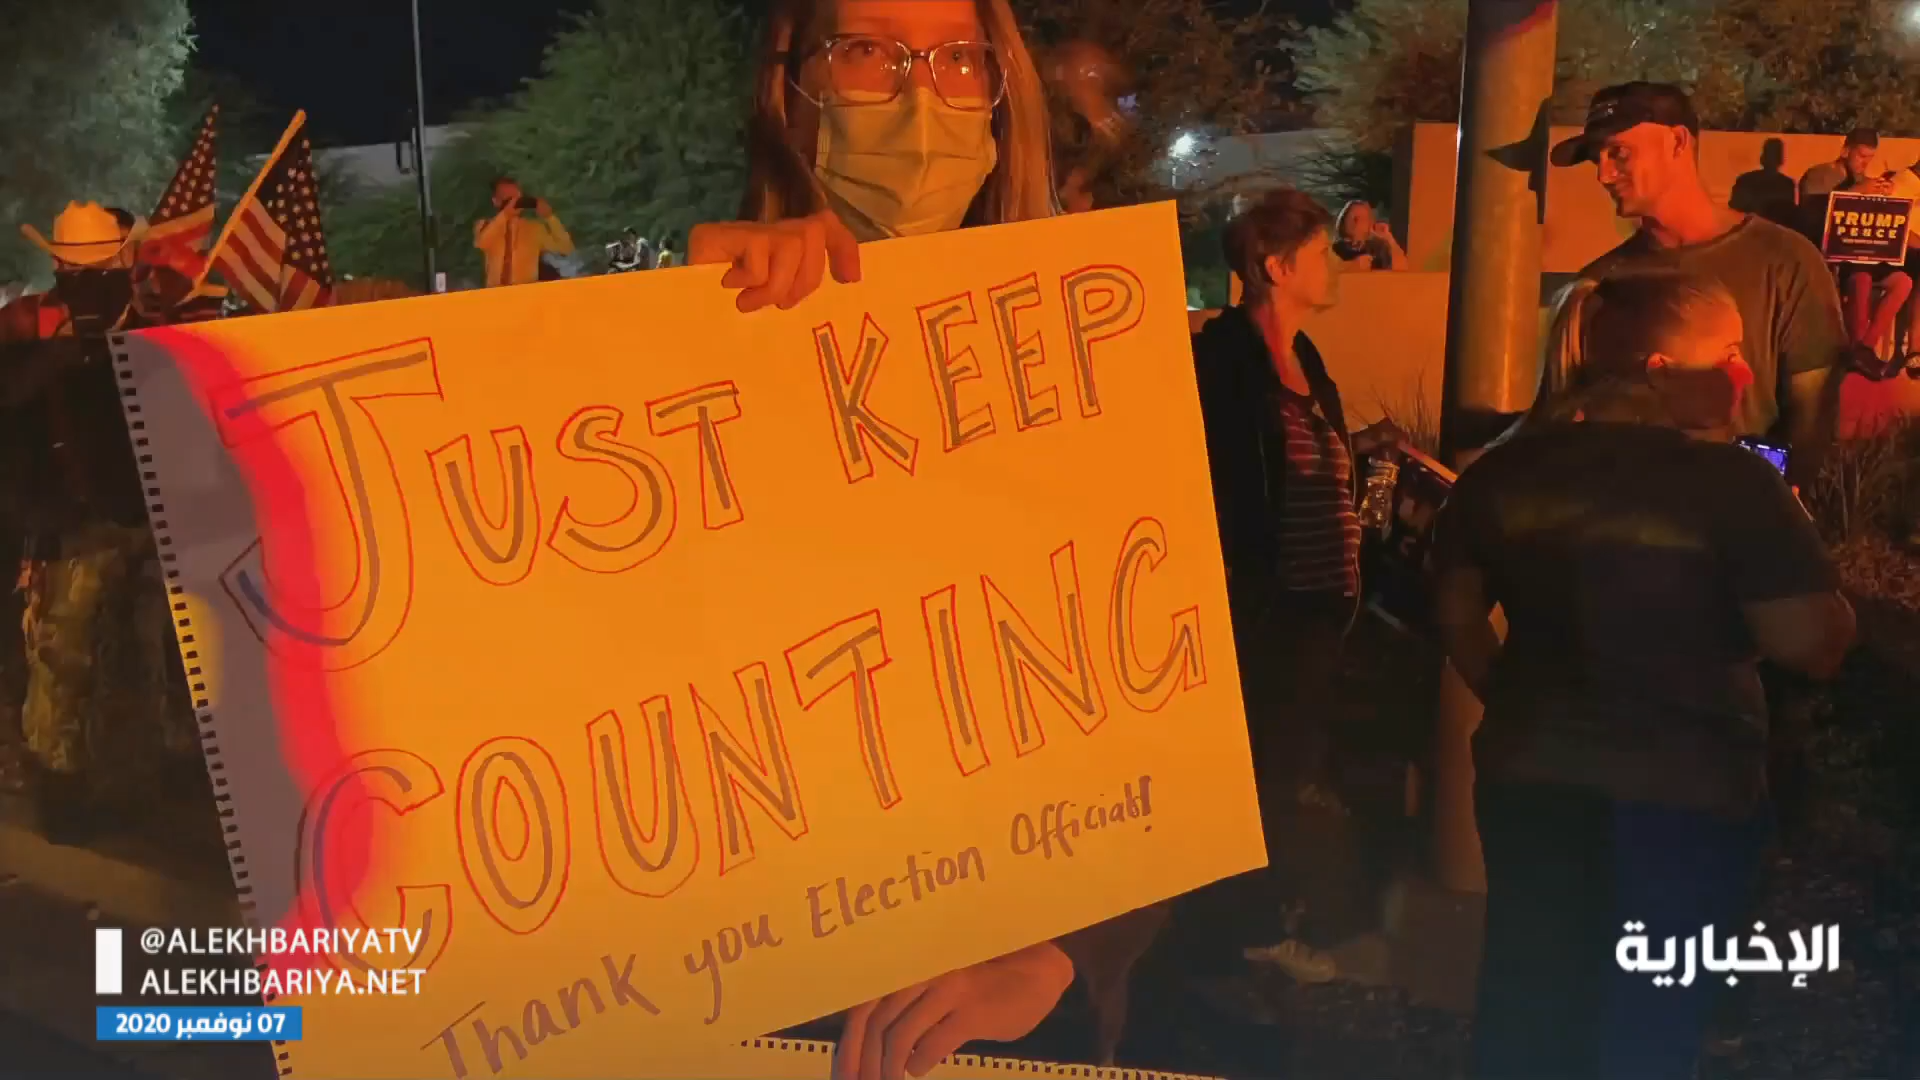 TRUMP
PENCE
JUST KEEP
COUNTING
Thank you Election Officials!
@ALEKHBARIYATV
ALEKHBARIYA.NET
07 نوفمبر 2020
الإخبارية